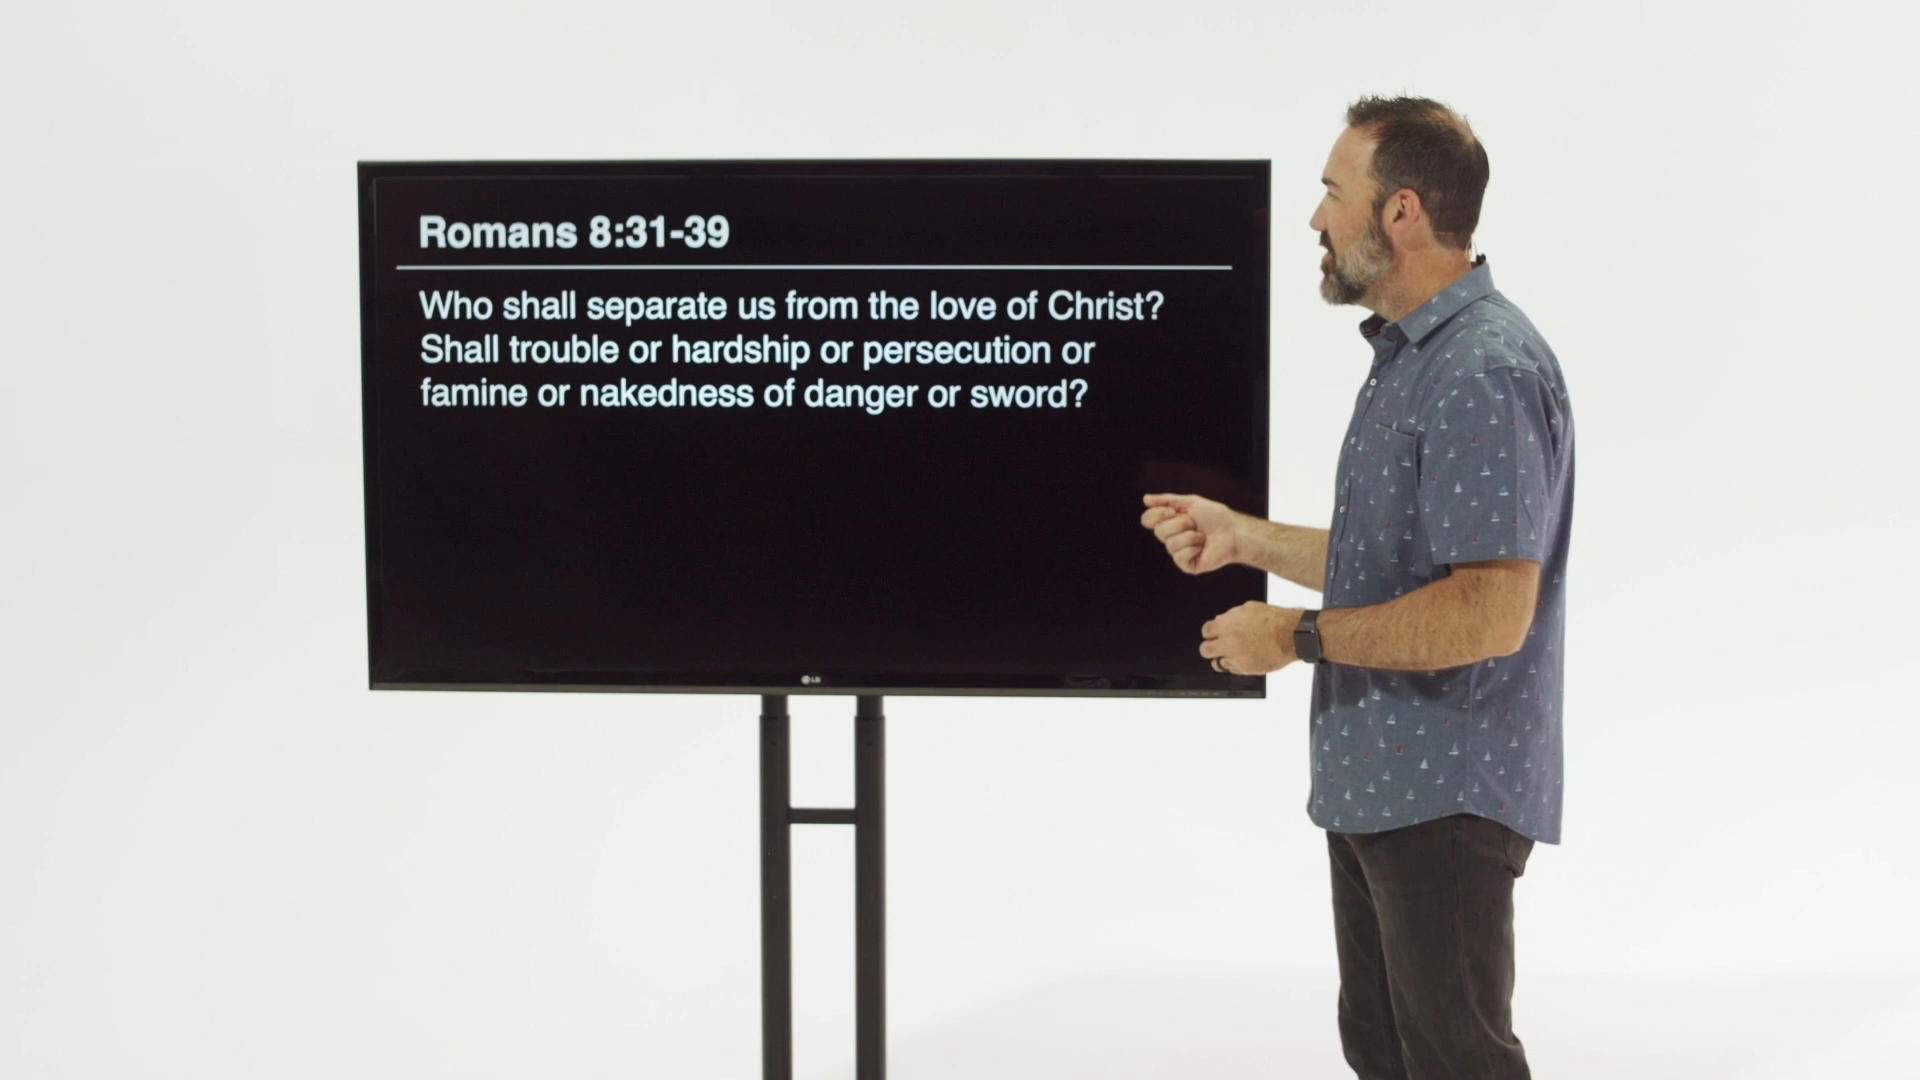 Romans 8:31-39
Who shall separate us from the love of Christ?
Shall trouble or hardship or persecution or
famine or nakedness of danger or sword?
LG